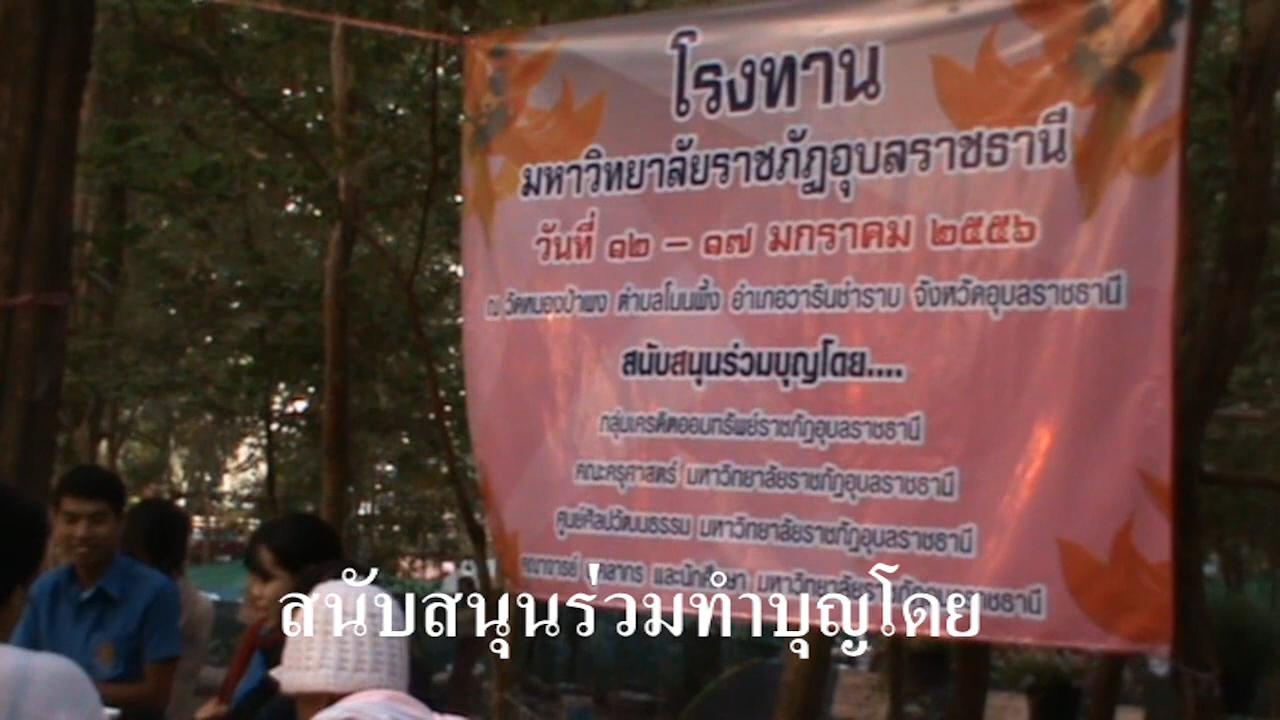 โรงทาน
มหาวิทยาลัยราชภัฏอุบลราชธานี
วันที่ ๑๒ – ๑๗ มกราคม ๒๕๕๖
ณ วัดหนองป่าพง ตำบลโนนผึ้ง อำเภอวารินชำราบ จังหวัดอุบลราชธานี
สนับสนุนร่วมบุญโดย....
กลุ่มเครดิตออมทรัพย์ราชภัฏอุบลราชธานี
คณะครุศาสตร์ มหาวิทยาลัยราชภัฏอุบลราชธานี
ศูนย์ศิลปวัฒนธรรม มหาวิทยาลัยราชภัฏอุบลราชธานี
และนักศึกษา
สนับสนุนร่วมทำบุญโดย